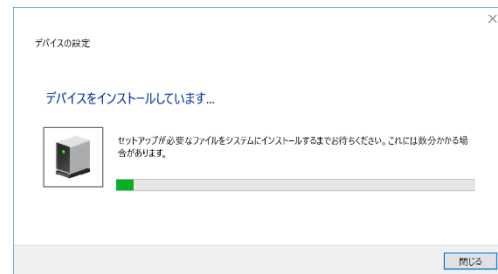 デバイスの設定
デバイスをインストールしています...
セットアップが必要なファイルをシステムにインストールするまでお待ちください。これには数分かかる場
合があります。
閉じる